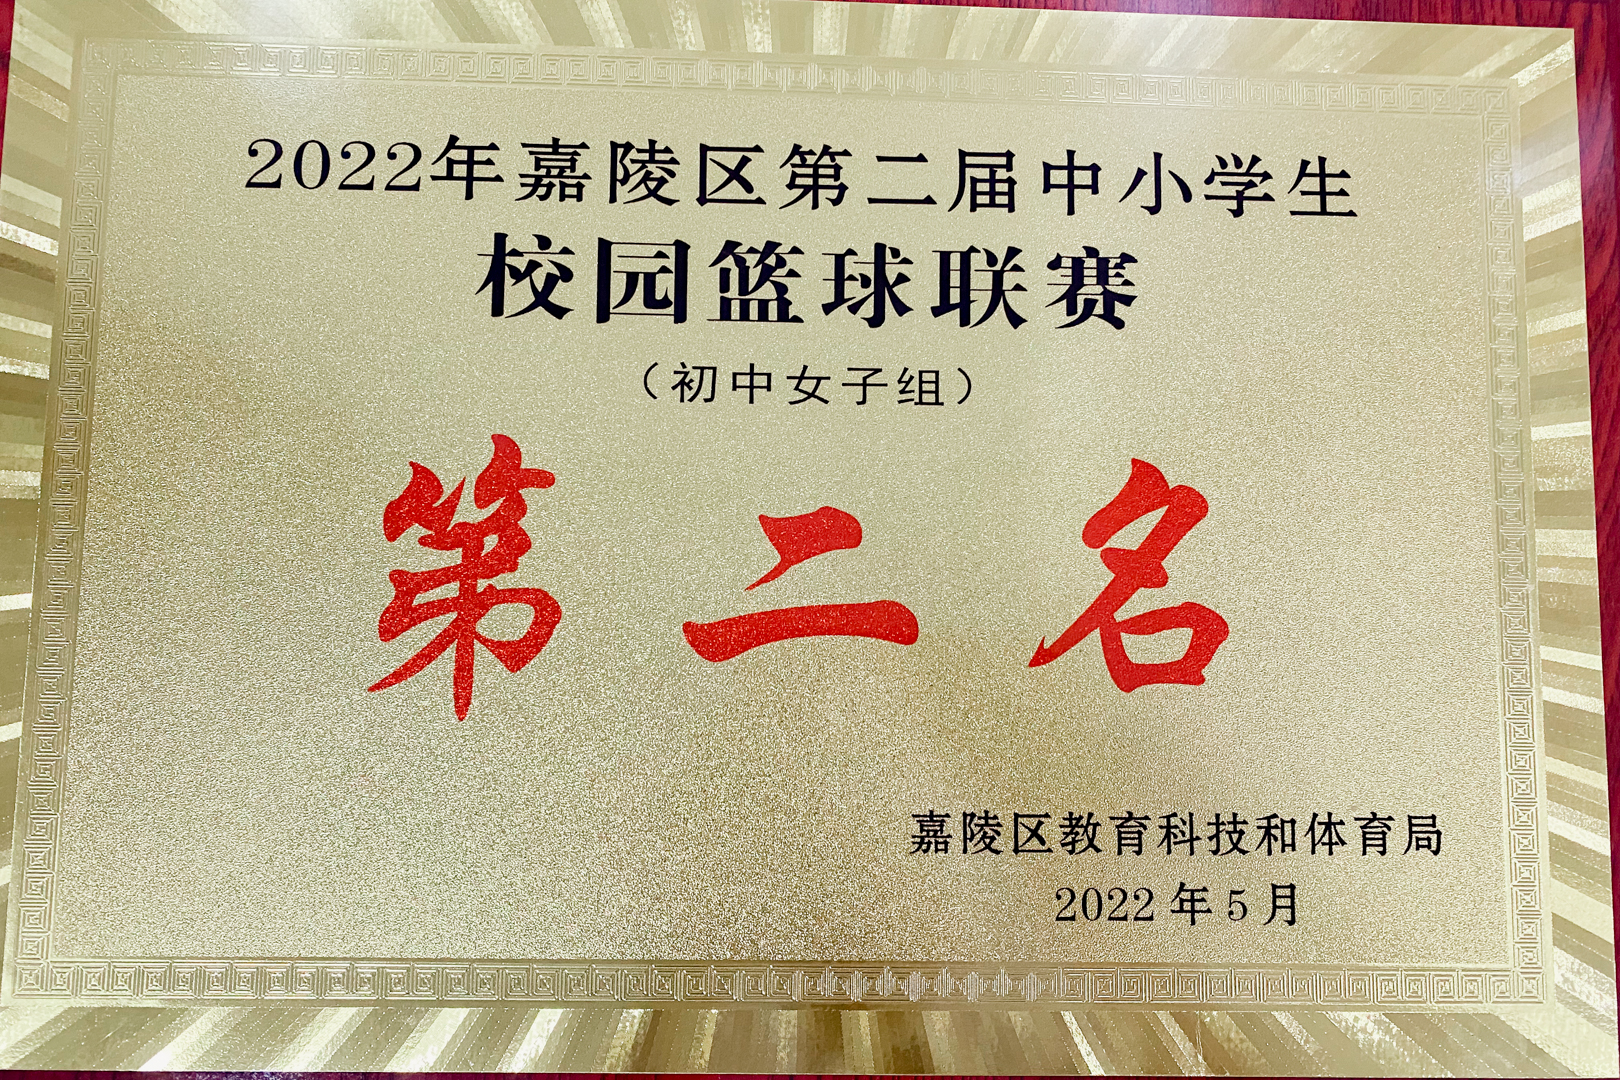 2022年嘉陵区第二届中小学生
校园篮球联赛
（初中女子组）
第二名
嘉陵区教育科技和体育局
2022年5月